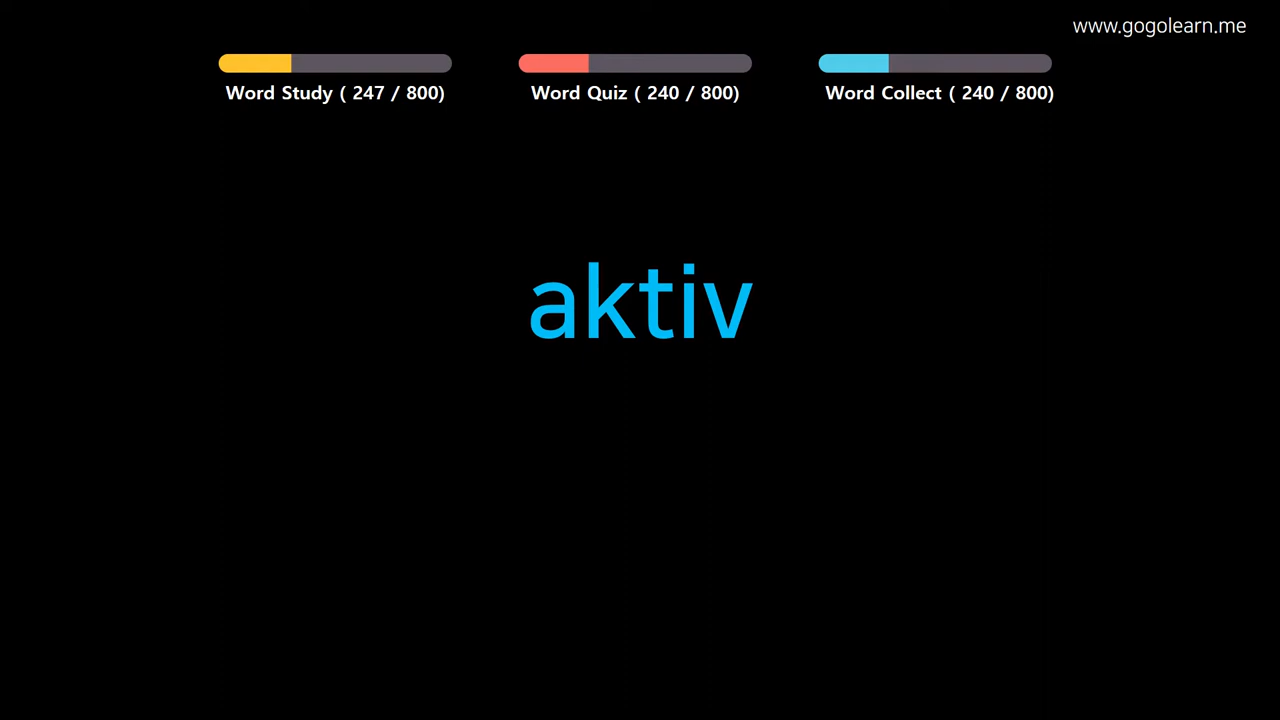 www.gogolearn.me
Word Study ( 247 / 800)
Word Quiz ( 240 / 800)
Word Collect ( 240 / 800)
aktiv